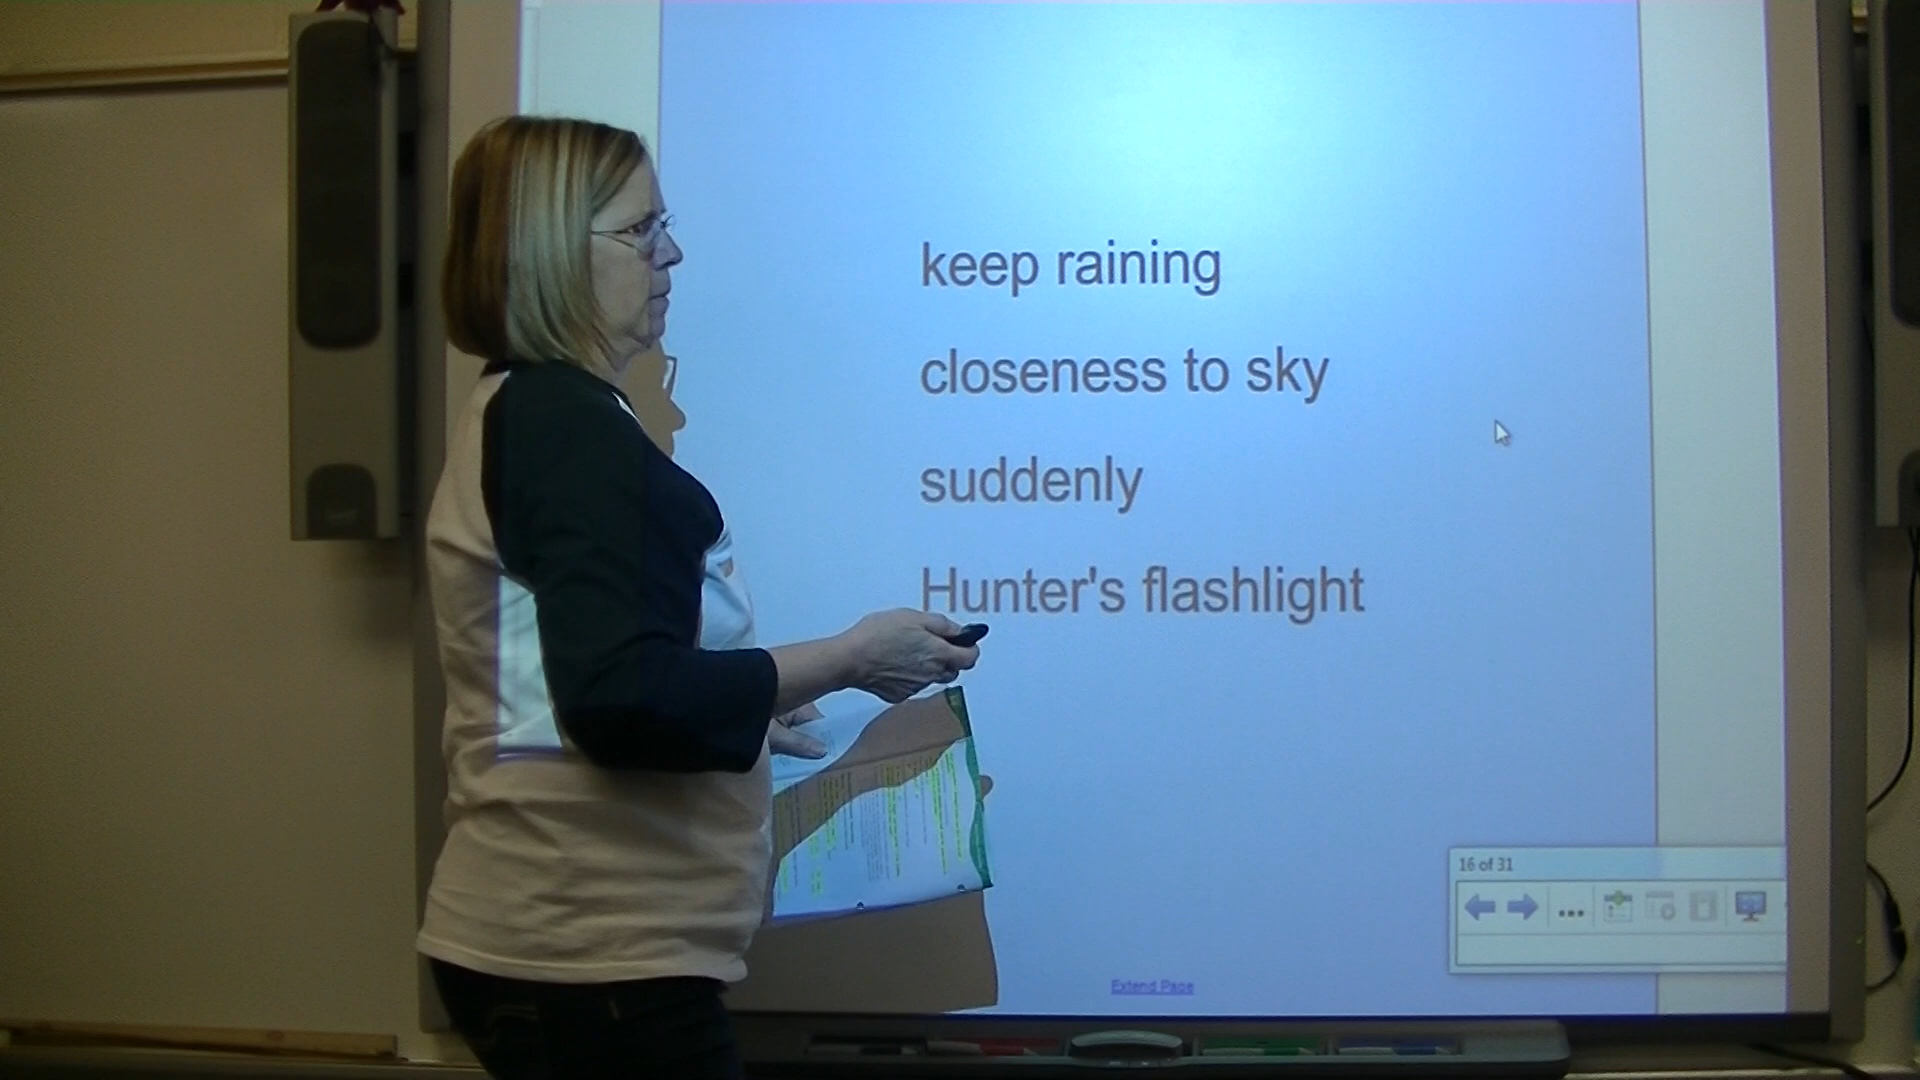 keep raining
closeness to sky
suddenly
Hunter's flashlight
16 of 31
Extend Page